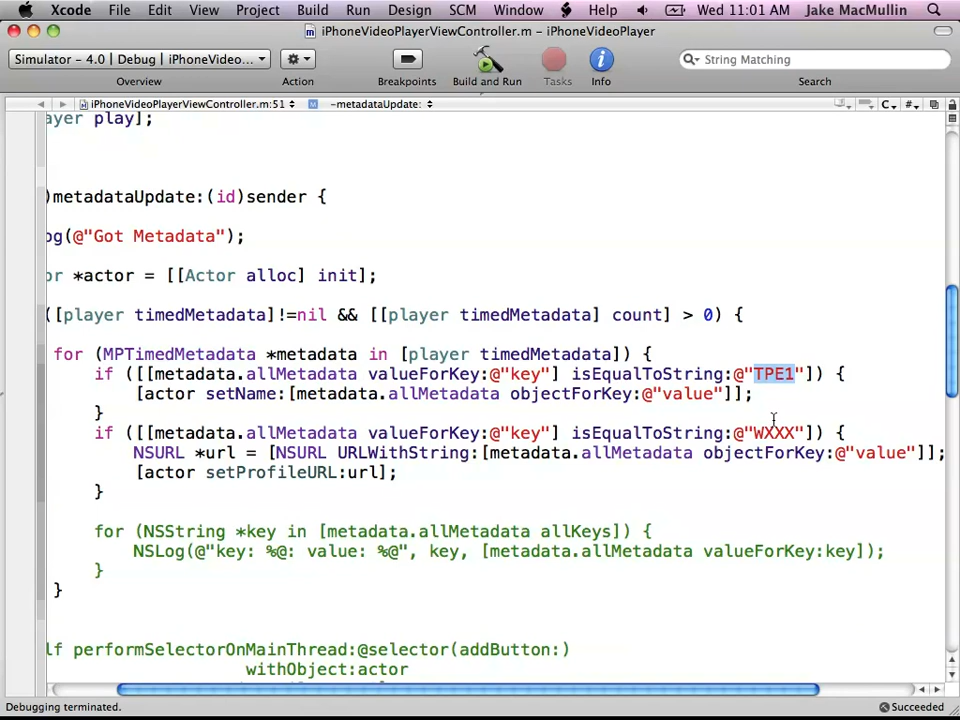 Xcode File Edit View Project Build Run Design SCM Window Help Wed 11:01 AM Jake MacMullin
iPhoneVideoPlayerViewController.m - iPhoneVideoPlayer
Simulator - 4.0 | Debug | iPhoneVideo... String Matching
Overview Action Breakpoints Build and Run Tasks Info Search
iPhoneVideoPlayerViewController.m:51 -metadataUpdate: C #
ayer play];
)metadataUpdate:(id)sender {
og(@"Got Metadata");
or *actor = [[Actor alloc] init];
([player timedMetadata]!=nil && [[player timedMetadata] count] > 0) {
for (MPTimedMetadata *metadata in [player timedMetadata]) {
if ([[metadata.allMetadata valueForKey:@"key"] isEqualToString:@"TPE1"]) {
[actor setName:[metadata.allMetadata objectForKey:@"value"]];
}
if ([[metadata.allMetadata valueForKey:@"key"] isEqualToString:@"WXXX"]) {
NSURL *url = [NSURL URLWithString:[metadata.allMetadata objectForKey:@"value"]];
[actor setProfileURL:url];
}
for (NSString *key in [metadata.allMetadata allKeys]) {
NSLog(@"key: %@: value: %@", key, [metadata.allMetadata valueForKey:key]);
}
}
lf performSelectorOnMainThread:@selector(addButton:)
withObject:actor
Debugging terminated. Succeeded